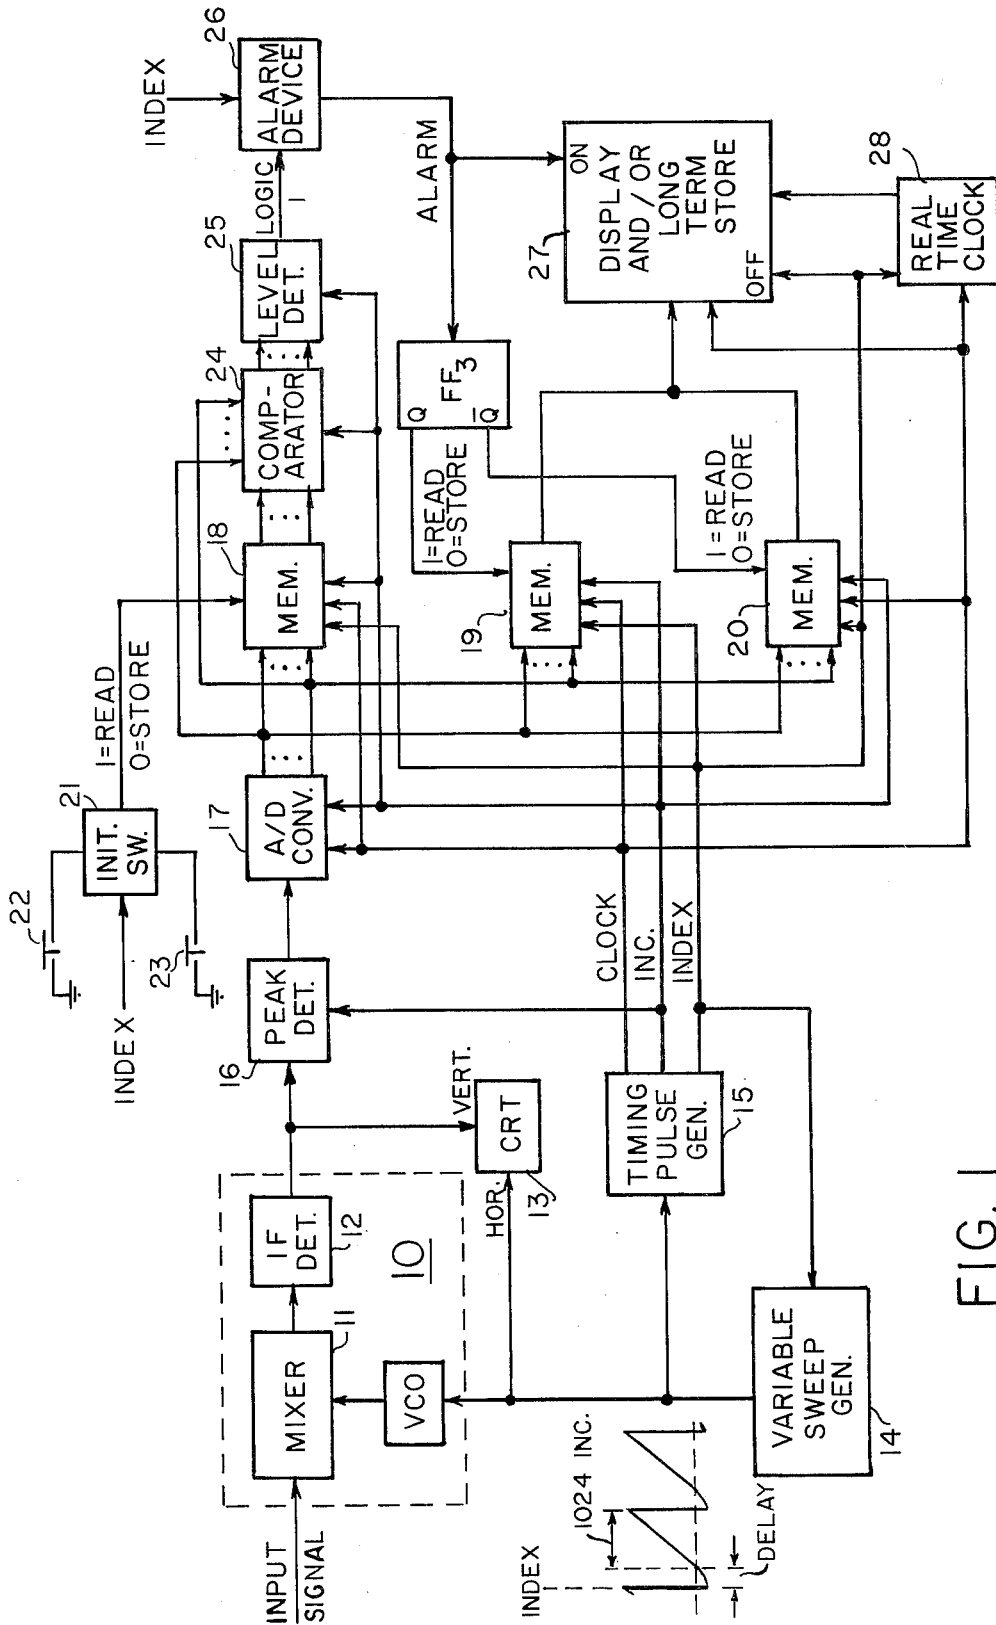 INPUT
SIGNAL
MIXER
11
IF
DET.
12
VCO
10
PEAK
DET.
16
VERT.
HOR.
CRT
13
INDEX
22
23
INIT.
SW.
21
1=READ
0=STORE
A/D
CONV.
17
...
...
MEM.
18
...
COMP-
ARATOR
24
....
...
LEVEL
DET.
25
LOGIC
1
ALARM
DEVICE
26
INDEX
ALARM
FF3
Q
Q̅
1=READ
0=STORE
MEM.
19
...
1=READ
0=STORE
MEM.
20
...
ON
DISPLAY
AND/OR
LONG
TERM
STORE
OFF
27
REAL
TIME
CLOCK
28
CLOCK
INC.
INDEX
TIMING
PULSE
GEN.
15
VARIABLE
SWEEP
GEN.
14
INDEX
1024 INC.
DELAY
FIG. 1